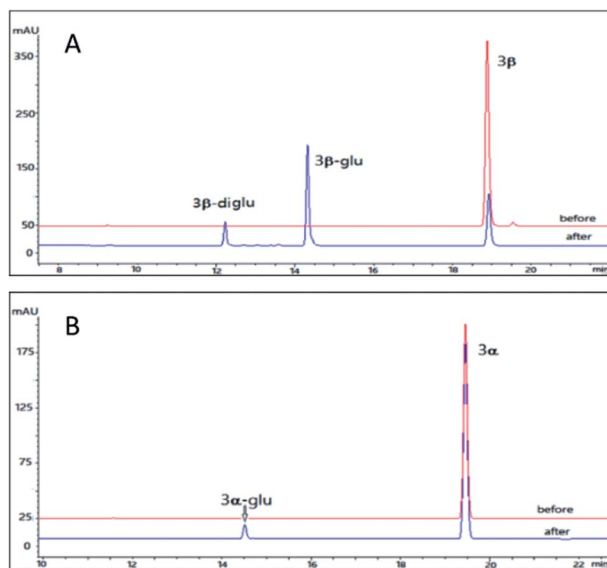 mAU
A
350
250
150
50
0
3β
3β-glu
3β-diglu
before
after
8 10 12 14 16 18 20 min
mAU
B
175
125
75
25
0
3α
3α-glu
before
after
10 12 14 16 18 20 22 min